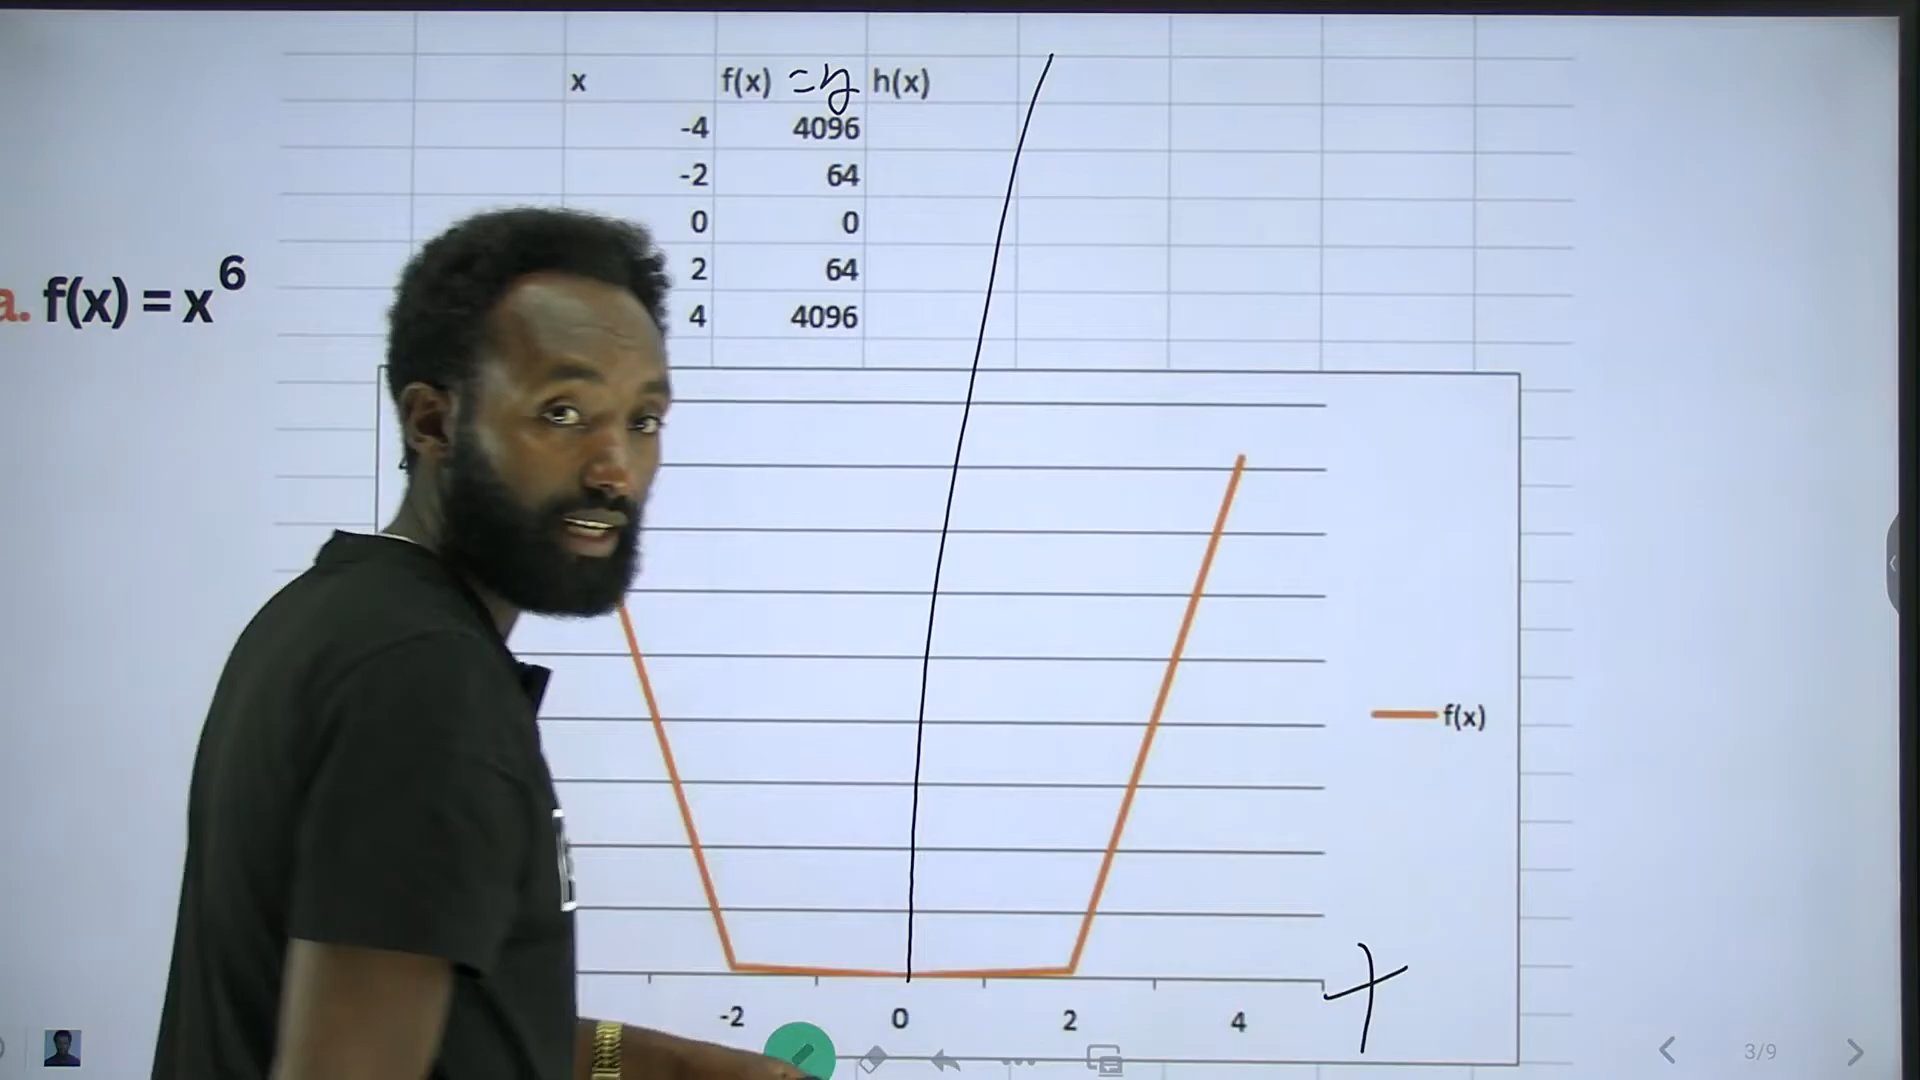 x f(x) =y h(x)
-4 4096
-2 64
0 0
2 64
4 4096
a. f(x) = x⁶
f(x)
-2 0 2 4
x
3/9